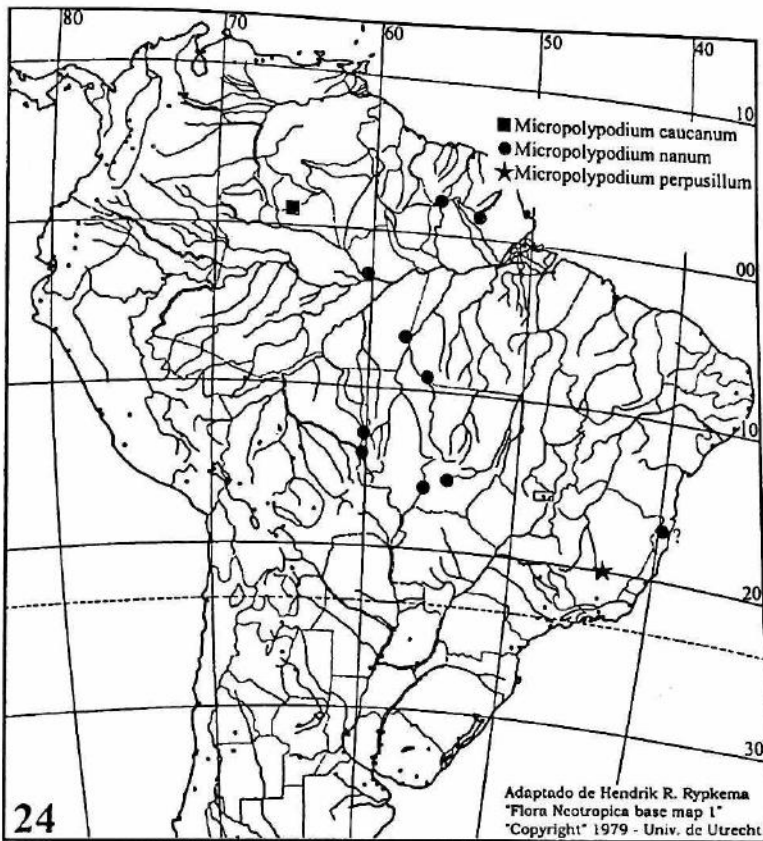 80 70 60 50 40
10
■ Micropolypodium caucanum
● Micropolypodium nanum
★ Micropolypodium perpusillum
00
10
?
20
30
24
Adaptado de Hendrik R. Rypkema
"Flora Neotropica base map 1"
"Copyright" 1979 - Univ. de Utrecht